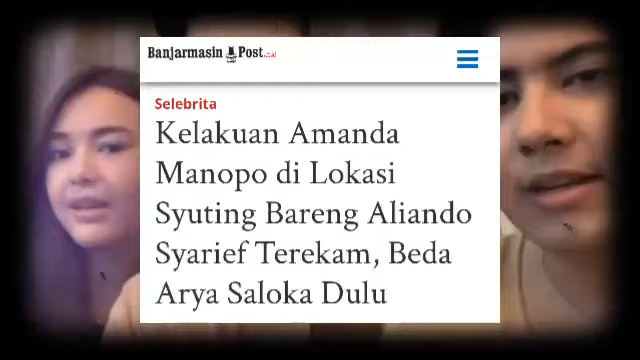 Banjarmasin Post.co.id
Selebrita
Kelakuan Amanda
Manopo di Lokasi
Syuting Bareng Aliando
Syarief Terekam, Beda
Arya Saloka Dulu